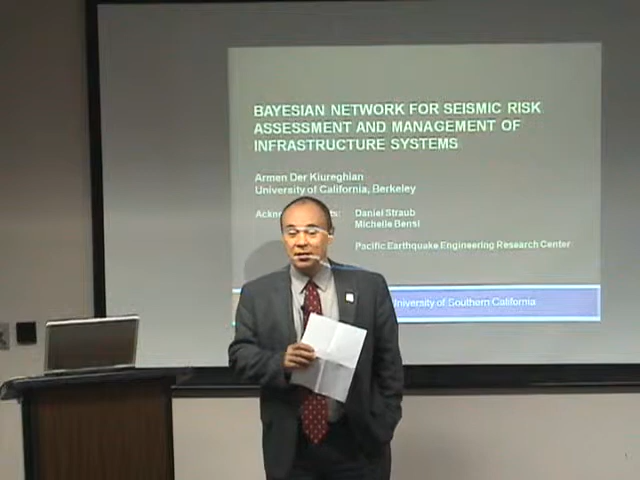 BAYESIAN NETWORK FOR SEISMIC RISK
ASSESSMENT AND MANAGEMENT OF
INFRASTRUCTURE SYSTEMS
Armen Der Kiureghian
University of California, Berkeley
Daniel Straub
Michelle Bensi
Pacific Earthquake Engineering Research Center
University of Southern California